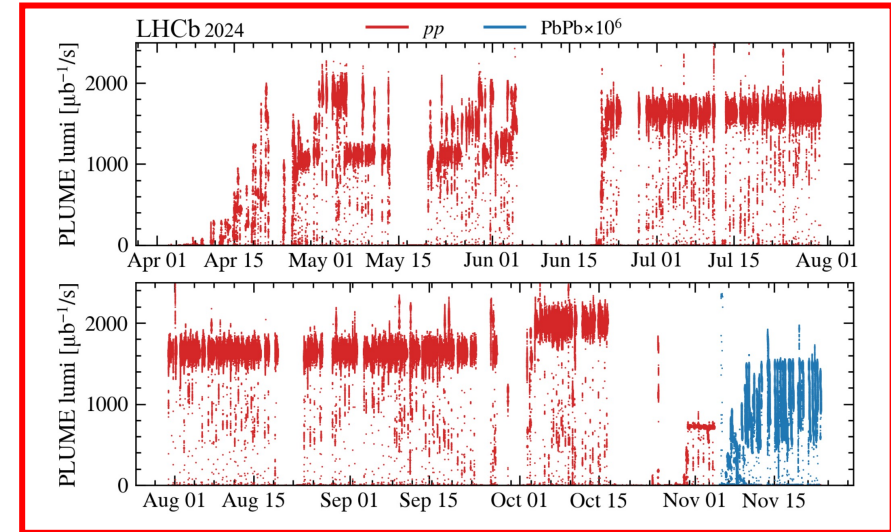 LHCb 2024
pp
PbPb×10⁶
PLUME lumi [μb⁻¹/s]
2000
1000
0
Apr 01 Apr 15 May 01 May 15 Jun 01 Jun 15 Jul 01 Jul 15 Aug 01
PLUME lumi [μb⁻¹/s]
2000
1000
0
Aug 01 Aug 15 Sep 01 Sep 15 Oct 01 Oct 15 Nov 01 Nov 15